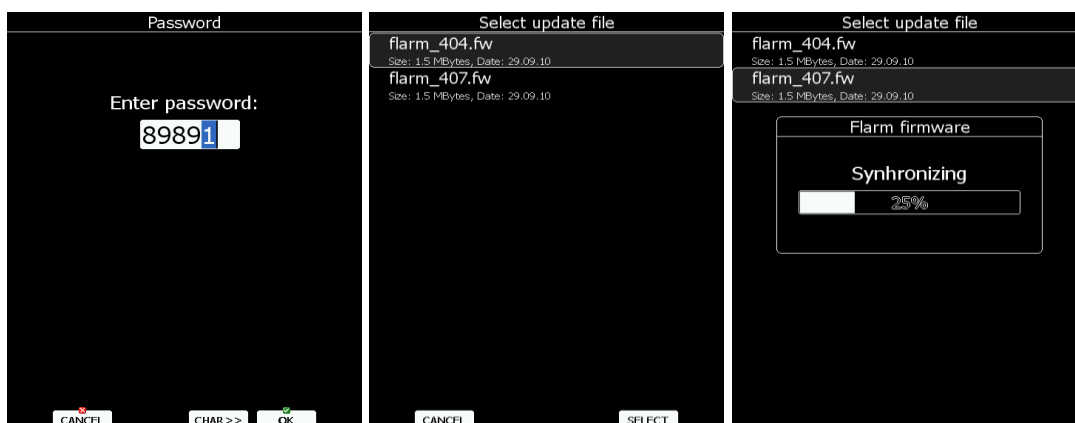 Password
Enter password:
89891
CANCEL
CHAR>>
OK
Select update file
flarm_404.fw
Size: 1.5 MBytes, Date: 29.09.10
flarm_407.fw
Size: 1.5 MBytes, Date: 29.09.10
CANCEL
SELECT
Select update file
flarm_404.fw
Size: 1.5 MBytes, Date: 29.09.10
flarm_407.fw
Size: 1.5 MBytes, Date: 29.09.10
Flarm firmware
Synhronizing
25%